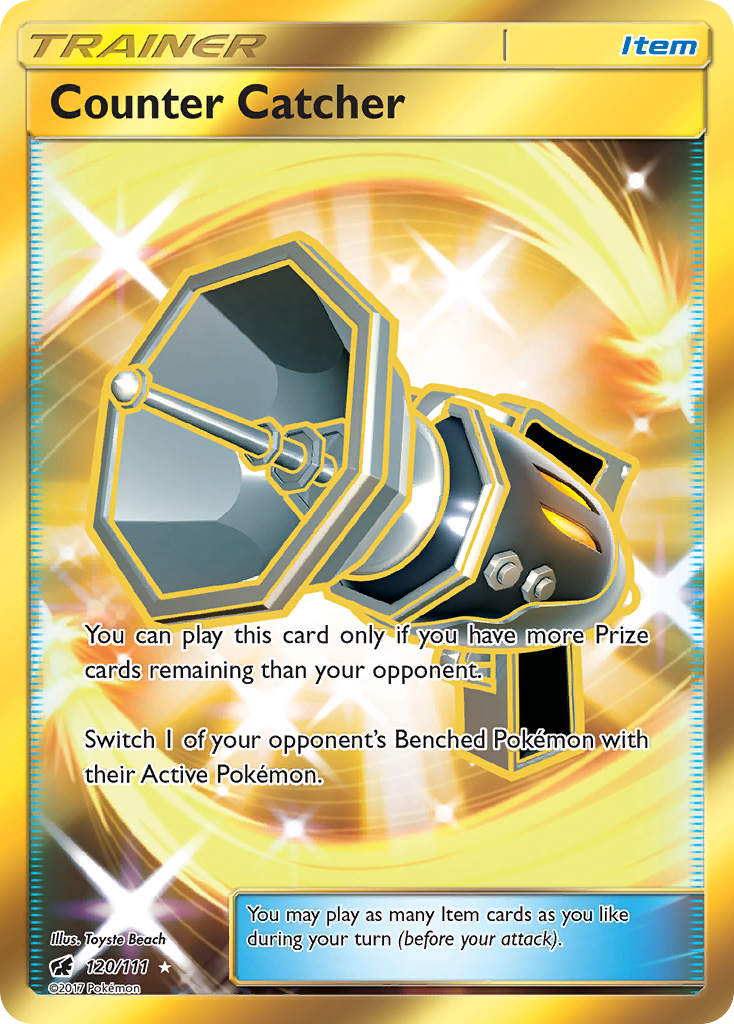 TRAINER
Item
Counter Catcher
You can play this card only if you have more Prize
cards remaining than your opponent.
Switch 1 of your opponent's Benched Pokémon with
their Active Pokémon.
You may play as many Item cards as you like
during your turn (before your attack).
Illus. Toyste Beach
120/111
©2017 Pokémon